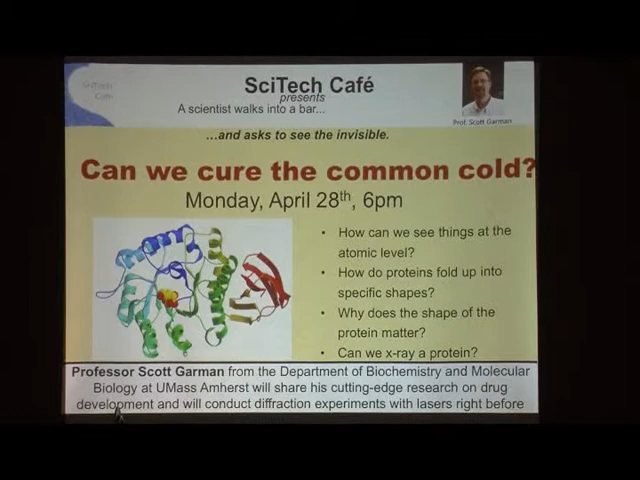 SciTech
Café
SciTech Café
presents
A scientist walks into a bar...
Prof. Scott Garman
...and asks to see the invisible.
Can we cure the common cold?
Monday, April 28th, 6pm
• How can we see things at the
atomic level?
• How do proteins fold up into
specific shapes?
• Why does the shape of the
protein matter?
• Can we x-ray a protein?
Professor Scott Garman from the Department of Biochemistry and Molecular
Biology at UMass Amherst will share his cutting-edge research on drug
development and will conduct diffraction experiments with lasers right before